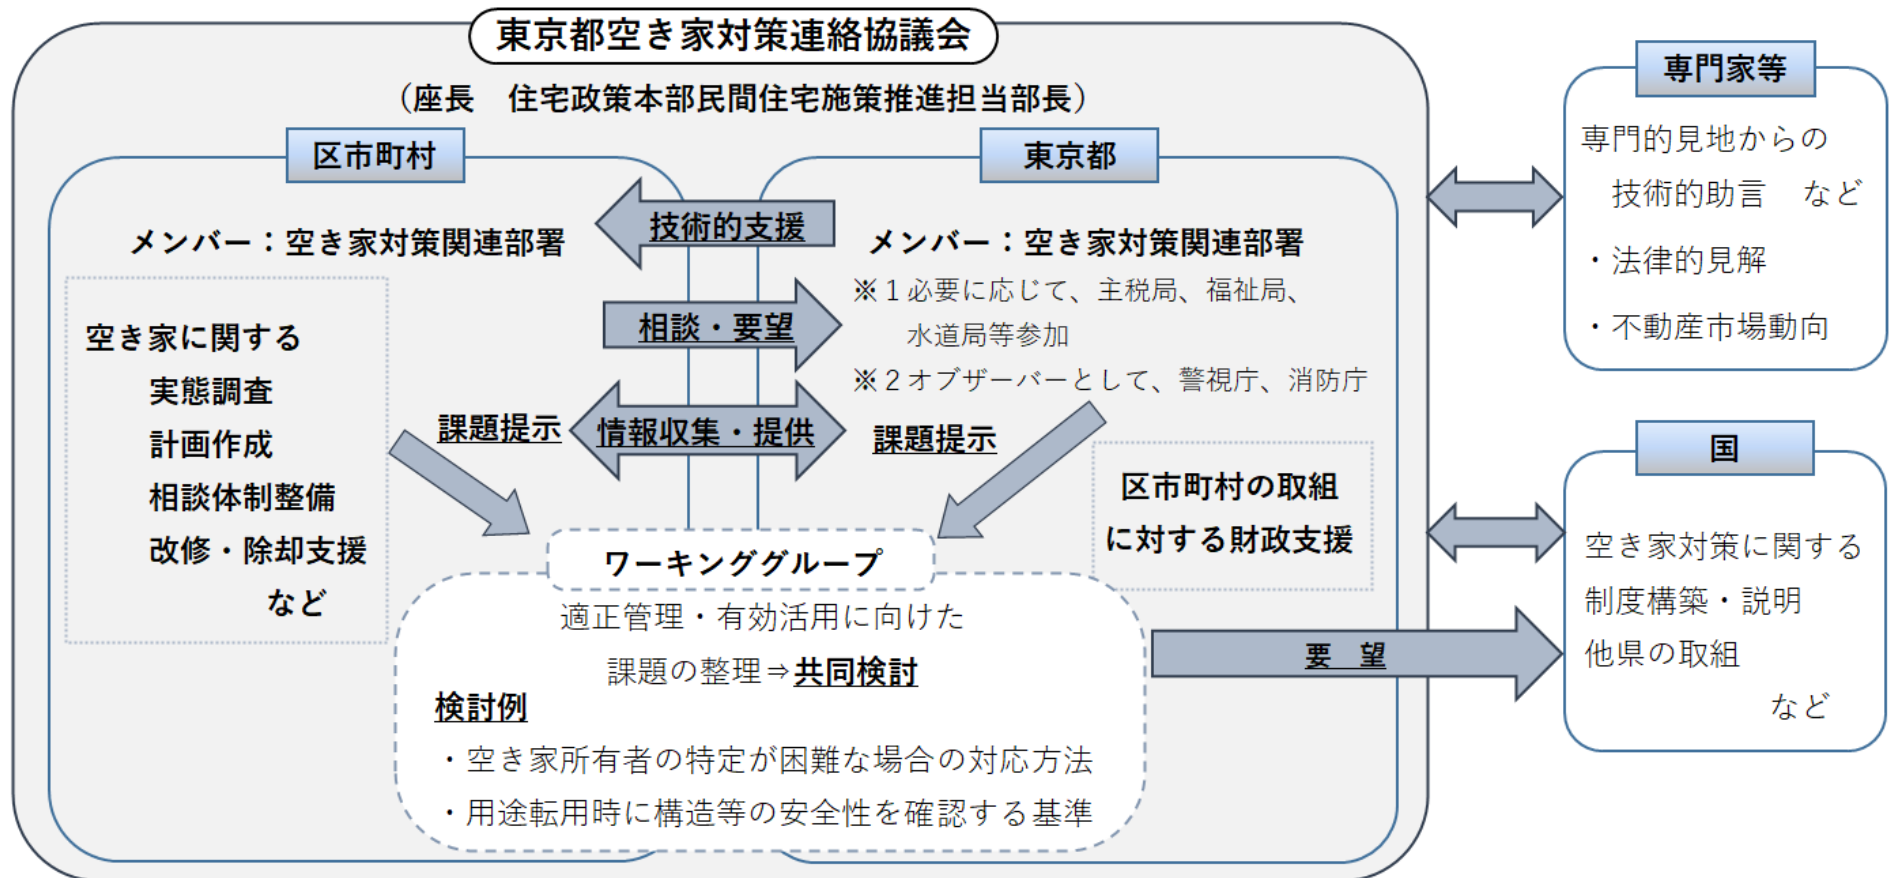 東京都空き家対策連絡協議会
（座長　住宅政策本部民間住宅施策推進担当部長）
区市町村
メンバー：空き家対策関連部署
空き家に関する
実態調査
計画作成
相談体制整備
改修・除却支援
など
技術的支援
相談・要望
情報収集・提供
課題提示
東京都
メンバー：空き家対策関連部署
※１必要に応じて、主税局、福祉局、
水道局等参加
※２オブザーバーとして、警視庁、消防庁
課題提示
区市町村の取組
に対する財政支援
ワーキンググループ
適正管理・有効活用に向けた
課題の整理⇒共同検討
検討例
・空き家所有者の特定が困難な場合の対応方法
・用途転用時に構造等の安全性を確認する基準
要　望
専門家等
専門的見地からの
技術的助言　など
・法律的見解
・不動産市場動向
国
空き家対策に関する
制度構築・説明
他県の取組
など